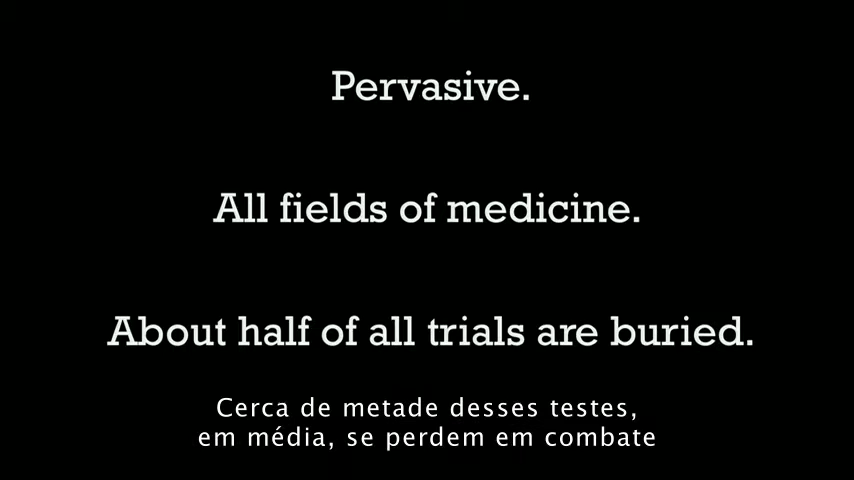 Pervasive.
All fields of medicine.
About half of all trials are buried.
Cerca de metade desses testes,
em média, se perdem em combate